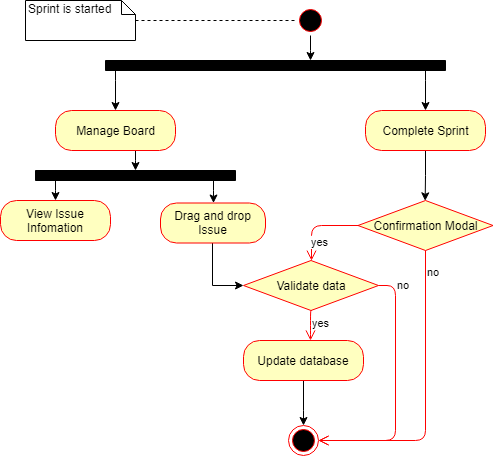 Sprint is started
Manage Board
Complete Sprint
View Issue
Infomation
Drag and drop
Issue
Confirmation Modal
yes
no
Validate data
no
yes
Update database